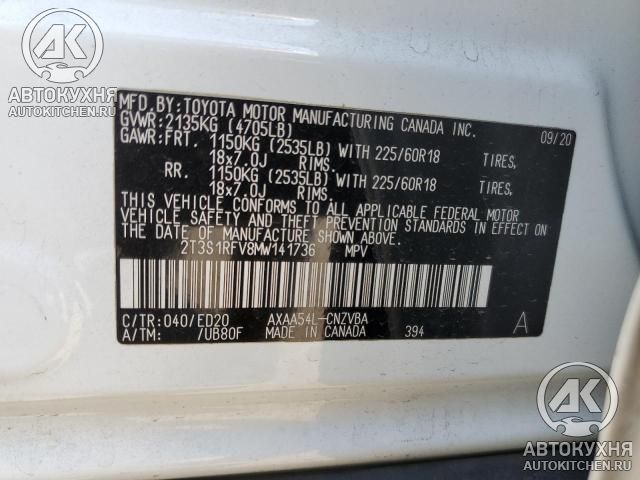 AK
АВТОКУХНЯ
AUTOKITCHEN.RU
MFD.BY:TOYOTA MOTOR MANUFACTURING CANADA INC.
GVWR:2135KG (4705LB) 09/20
GAWR:FRT. 1150KG (2535LB) WITH 225/60R18 TIRES,
18x7.0J RIMS.
RR. 1150KG (2535LB) WITH 225/60R18 TIRES,
18x7.0J RIMS.
THIS VEHICLE CONFORMS TO ALL APPLICABLE FEDERAL MOTOR
VEHICLE SAFETY AND THEFT PREVENTION STANDARDS IN EFFECT ON
THE DATE OF MANUFACTURE SHOWN ABOVE.
2T3S1RFV8MW141736 MPV
C/TR:040/ED20 AXAA54L-CNZVBA A
A/TM: /UB80F MADE IN CANADA 394
AK
АВТОКУХНЯ
AUTOKITCHEN.RU